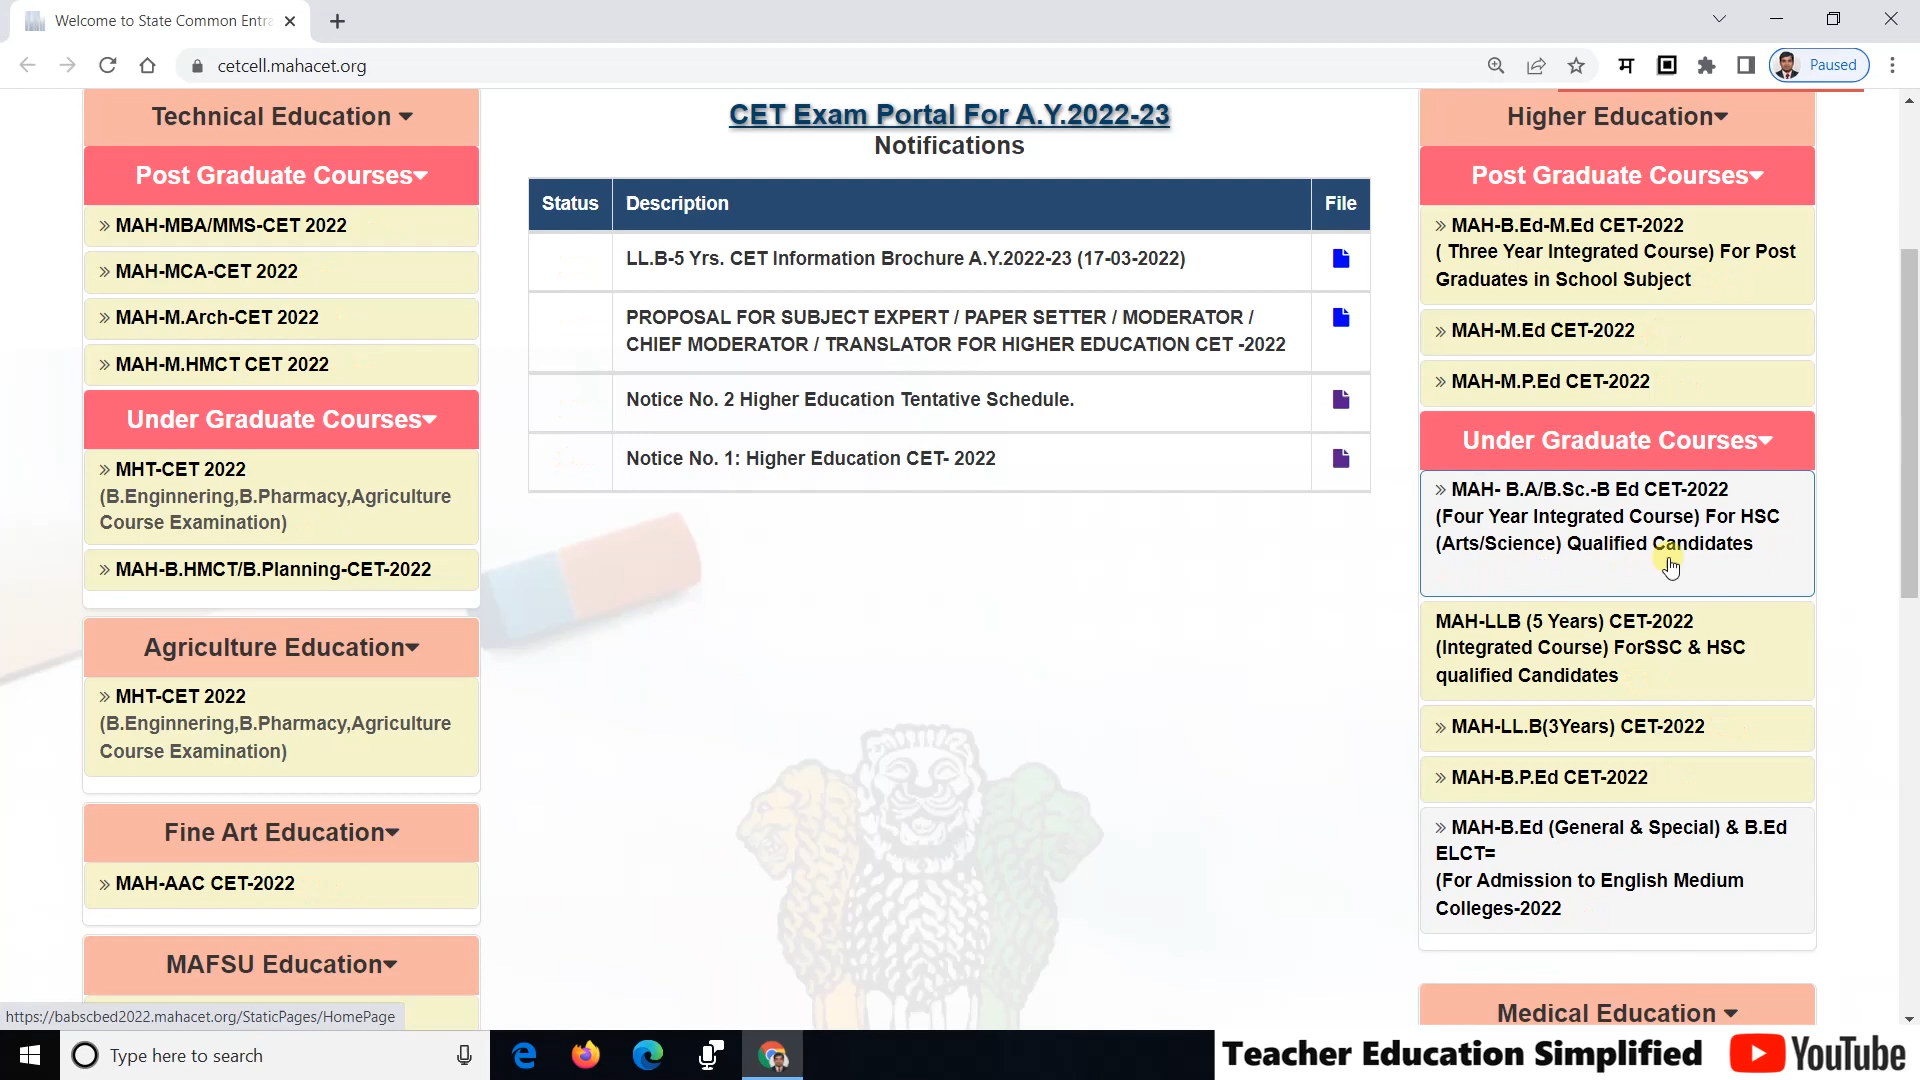 Welcome to State Common Entra
cetcell.mahacet.org
म
Paused
Technical Education
Post Graduate Courses
» MAH-MBA/MMS-CET 2022
» MAH-MCA-CET 2022
» MAH-M.Arch-CET 2022
» MAH-M.HMCT CET 2022
Under Graduate Courses
» MHT-CET 2022
(B.Enginnering,B.Pharmacy,Agriculture
Course Examination)
» MAH-B.HMCT/B.Planning-CET-2022
Agriculture Education
» MHT-CET 2022
(B.Enginnering,B.Pharmacy,Agriculture
Course Examination)
Fine Art Education
» MAH-AAC CET-2022
MAFSU Education
CET Exam Portal For A.Y.2022-23
Notifications
Status Description File
LL.B-5 Yrs. CET Information Brochure A.Y.2022-23 (17-03-2022)
PROPOSAL FOR SUBJECT EXPERT / PAPER SETTER / MODERATOR /
CHIEF MODERATOR / TRANSLATOR FOR HIGHER EDUCATION CET -2022
Notice No. 2 Higher Education Tentative Schedule.
Notice No. 1: Higher Education CET- 2022
Higher Education
Post Graduate Courses
» MAH-B.Ed-M.Ed CET-2022
( Three Year Integrated Course) For Post
Graduates in School Subject
» MAH-M.Ed CET-2022
» MAH-M.P.Ed CET-2022
Under Graduate Courses
» MAH- B.A/B.Sc.-B Ed CET-2022
(Four Year Integrated Course) For HSC
(Arts/Science) Qualified Candidates
MAH-LLB (5 Years) CET-2022
(Integrated Course) ForSSC & HSC
qualified Candidates
» MAH-LL.B(3Years) CET-2022
» MAH-B.P.Ed CET-2022
» MAH-B.Ed (General & Special) & B.Ed
ELCT=
(For Admission to English Medium
Colleges-2022
Medical Education
https://babscbed2022.mahacet.org/StaticPages/HomePage
Type here to search
Teacher Education Simplified
YouTube